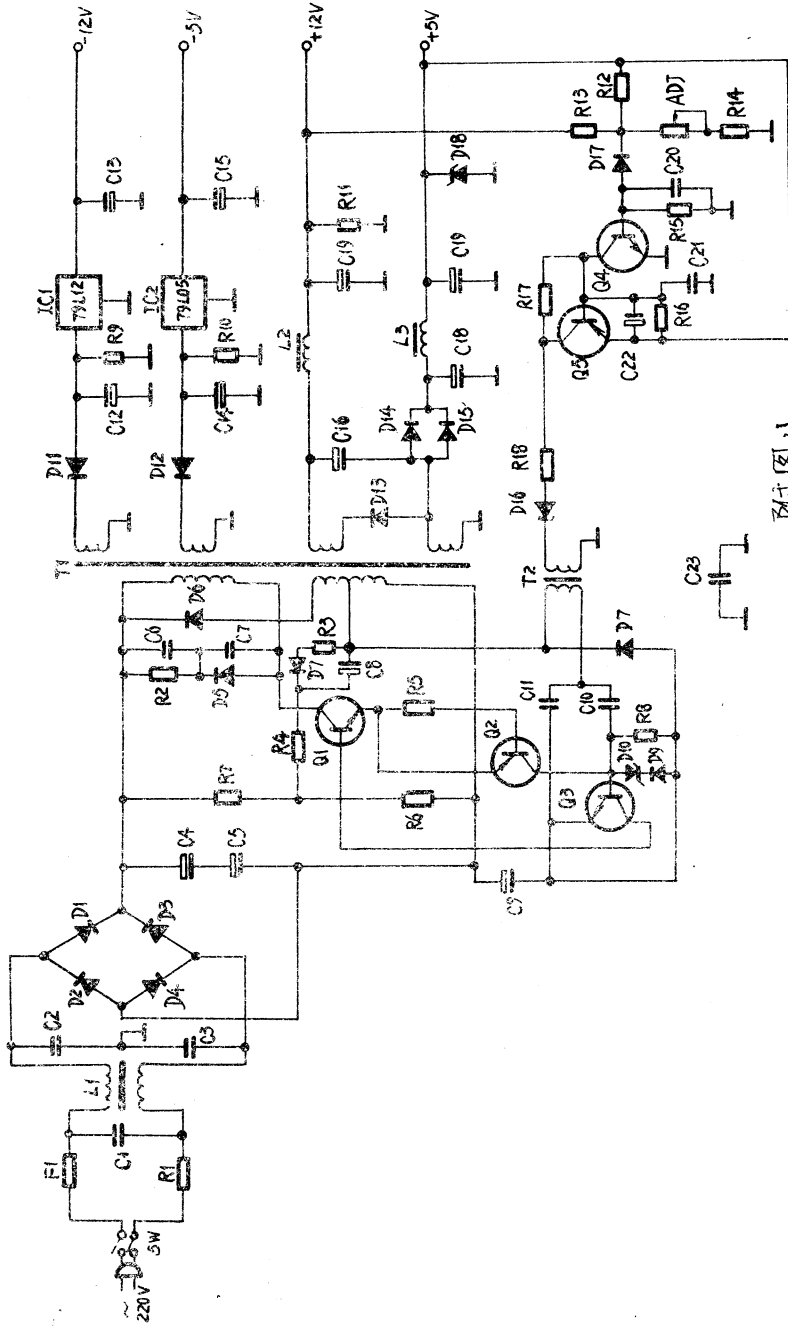 -12V
-5V
+12V
+5V
IC1
79L12
C13
R9
C12
D11
IC2
79L05
C15
R10
D12
L2
C19
R11
C16
D13
L3
C18
C19
D18
D14
D15
R13
R12
ADJ
R14
D17
C20
R15
C21
Q4
R17
Q5
C22
R16
R18
D16
T2
C23
T1
C6
C7
D6
R2
D5
R3
D7
C8
R4
Q1
R5
Q2
R7
R6
C4
C5
C9
C11
C10
D7
R8
D10
D9
Q3
D1
D3
D2
D4
C2
C3
L1
C1
F1
R1
SW
~
220V